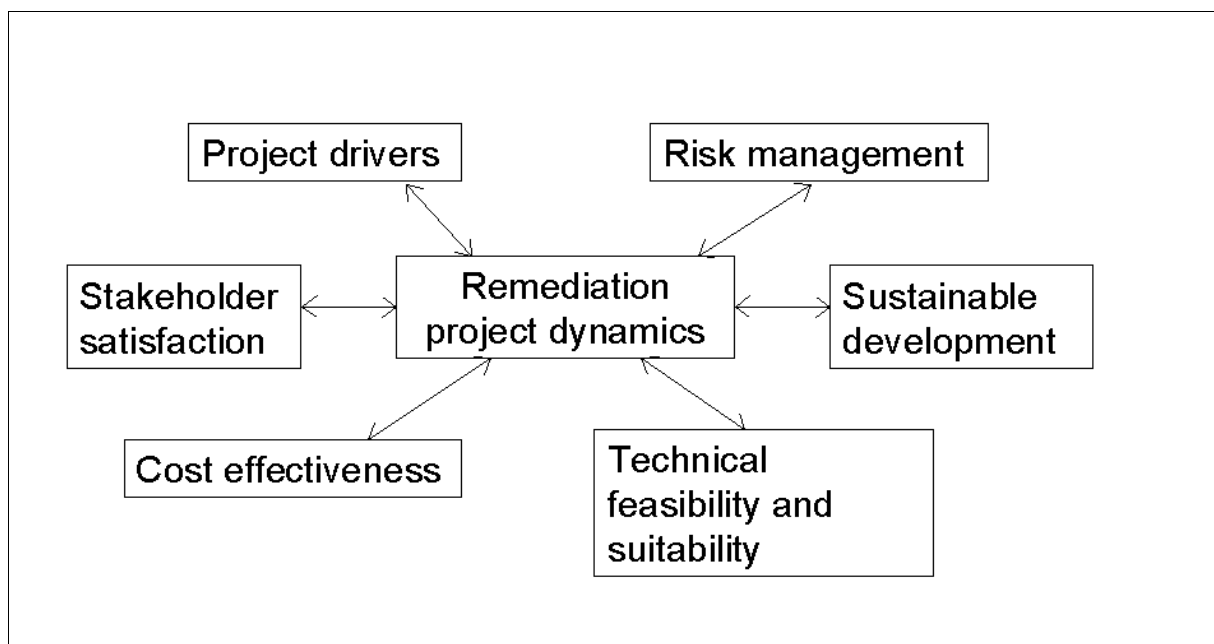 Project drivers
Risk management
Stakeholder
satisfaction
Remediation
project dynamics
Sustainable
development
Cost effectiveness
Technical
feasibility and
suitability